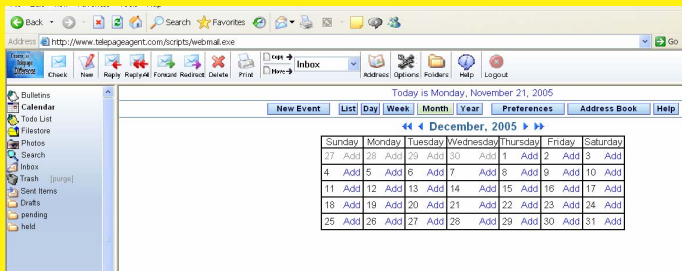 Back Search Favorites
Address http://www.telepageagent.com/scripts/webmail.exe Go
Check New Reply Reply All Forward Redirect Delete Print Copy Move Inbox Address Options Folders Help Logout
Today is Monday, November 21, 2005
New Event List Day Week Month Year Preferences Address Book Help
December, 2005
Sunday Monday Tuesday Wednesday Thursday Friday Saturday
27 Add 28 Add 29 Add 30 Add 1 Add 2 Add 3 Add
4 Add 5 Add 6 Add 7 Add 8 Add 9 Add 10 Add
11 Add 12 Add 13 Add 14 Add 15 Add 16 Add 17 Add
18 Add 19 Add 20 Add 21 Add 22 Add 23 Add 24 Add
25 Add 26 Add 27 Add 28 Add 29 Add 30 Add 31 Add
Bulletins
Calendar
Todo List
Filestore
Photos
Search
Inbox
Trash [purge]
Sent Items
Drafts
pending
held